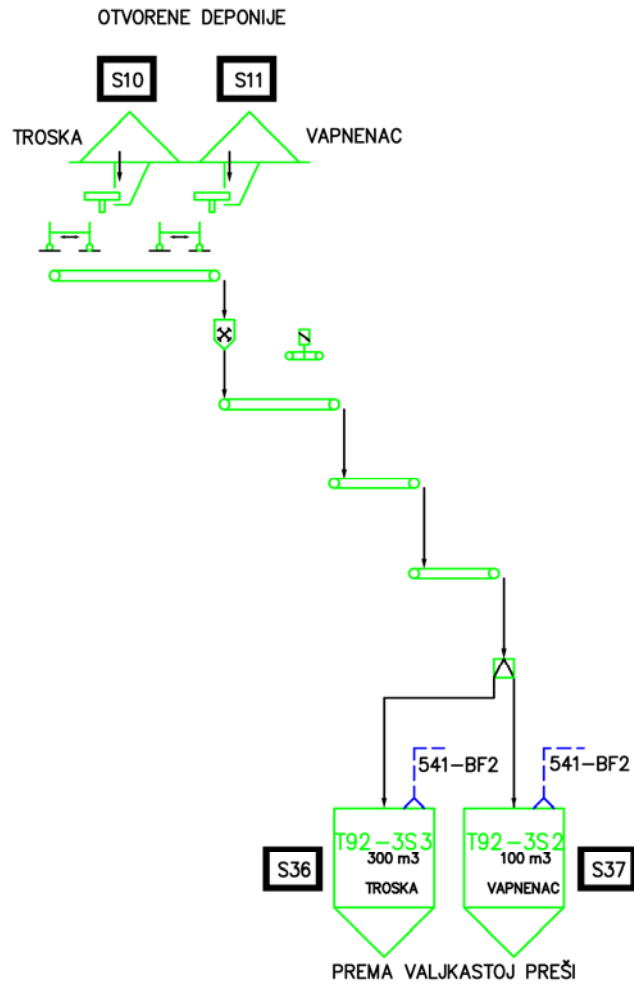 OTVORENE DEPONIJE
S10
S11
TROSKA
VAPNENAC
541-BF2
541-BF2
T92-3S3
300 m3
TROSKA
S36
T92-3S2
100 m3
VAPNENAC
S37
PREMA VALJKASTOJ PREŠI